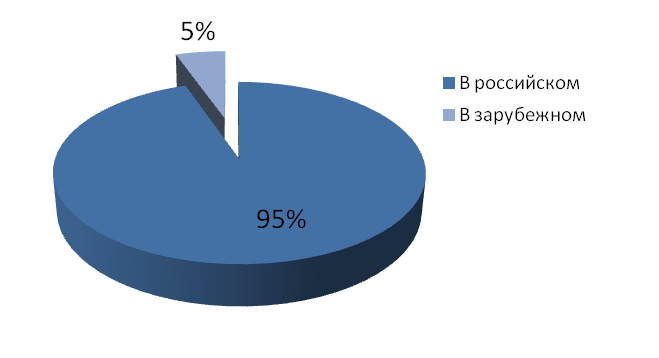 5%
95%
В российском
В зарубежном